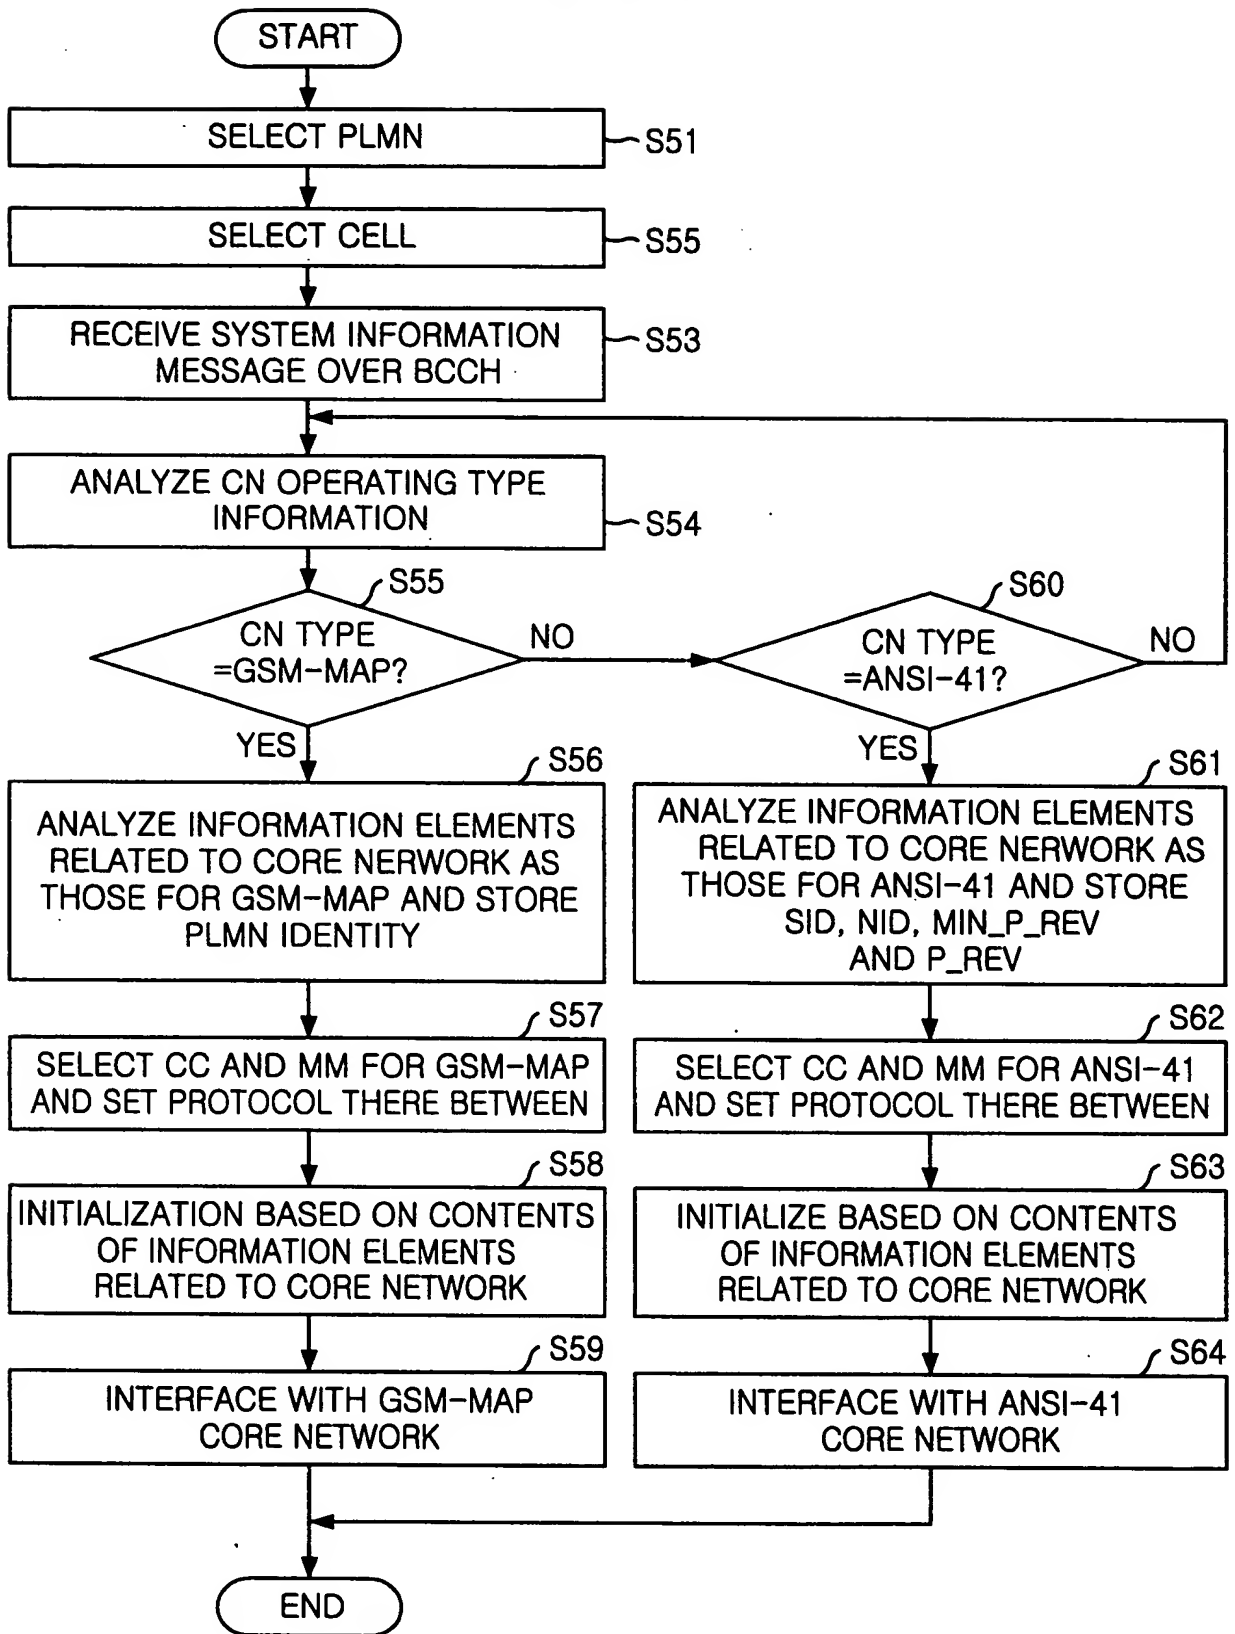 START
SELECT PLMN
S51
SELECT CELL
S55
RECEIVE SYSTEM INFORMATION
MESSAGE OVER BCCH
S53
ANALYZE CN OPERATING TYPE
INFORMATION
S54
S55
CN TYPE
=GSM-MAP?
NO
YES
S60
CN TYPE
=ANSI-41?
NO
YES
S56
ANALYZE INFORMATION ELEMENTS
RELATED TO CORE NERWORK AS
THOSE FOR GSM-MAP AND STORE
PLMN IDENTITY
S61
ANALYZE INFORMATION ELEMENTS
RELATED TO CORE NERWORK AS
THOSE FOR ANSI-41 AND STORE
SID, NID, MIN_P_REV
AND P_REV
S57
SELECT CC AND MM FOR GSM-MAP
AND SET PROTOCOL THERE BETWEEN
S62
SELECT CC AND MM FOR ANSI-41
AND SET PROTOCOL THERE BETWEEN
S58
INITIALIZATION BASED ON CONTENTS
OF INFORMATION ELEMENTS
RELATED TO CORE NETWORK
S63
INITIALIZE BASED ON CONTENTS
OF INFORMATION ELEMENTS
RELATED TO CORE NETWORK
S59
INTERFACE WITH GSM-MAP
CORE NETWORK
S64
INTERFACE WITH ANSI-41
CORE NETWORK
END